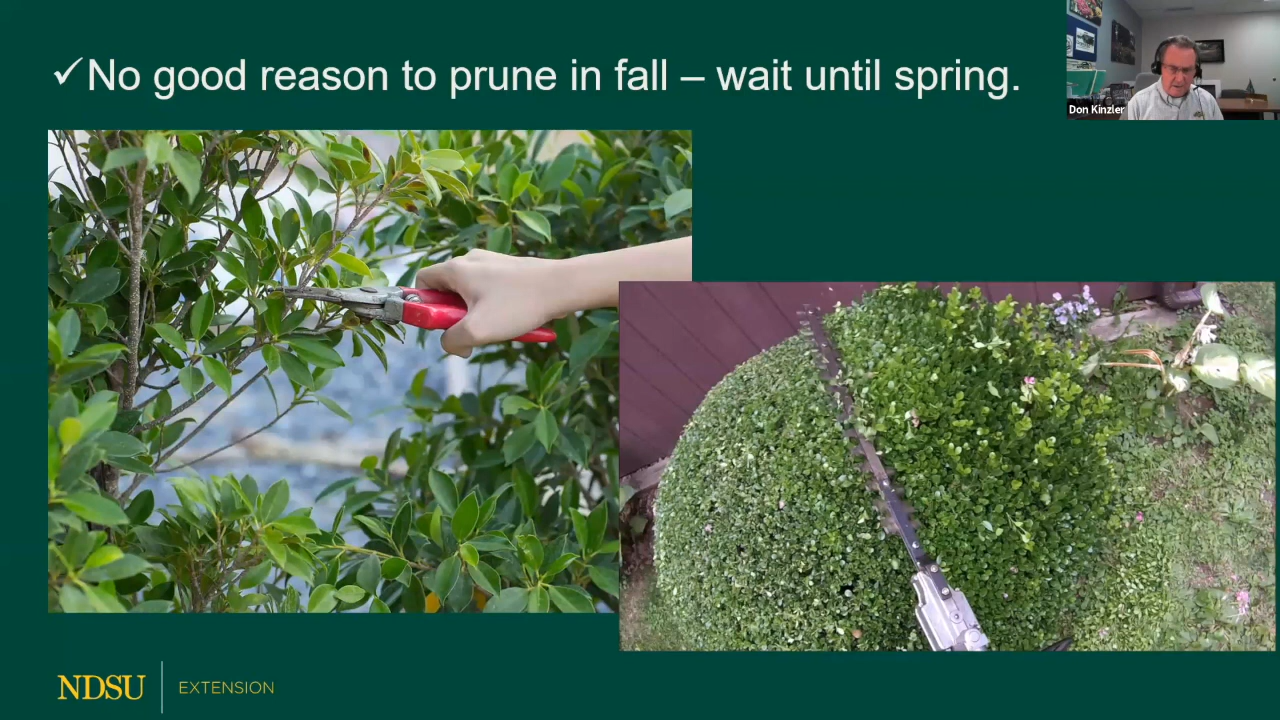 ✓No good reason to prune in fall – wait until spring.
Don Kinzler
NDSU EXTENSION